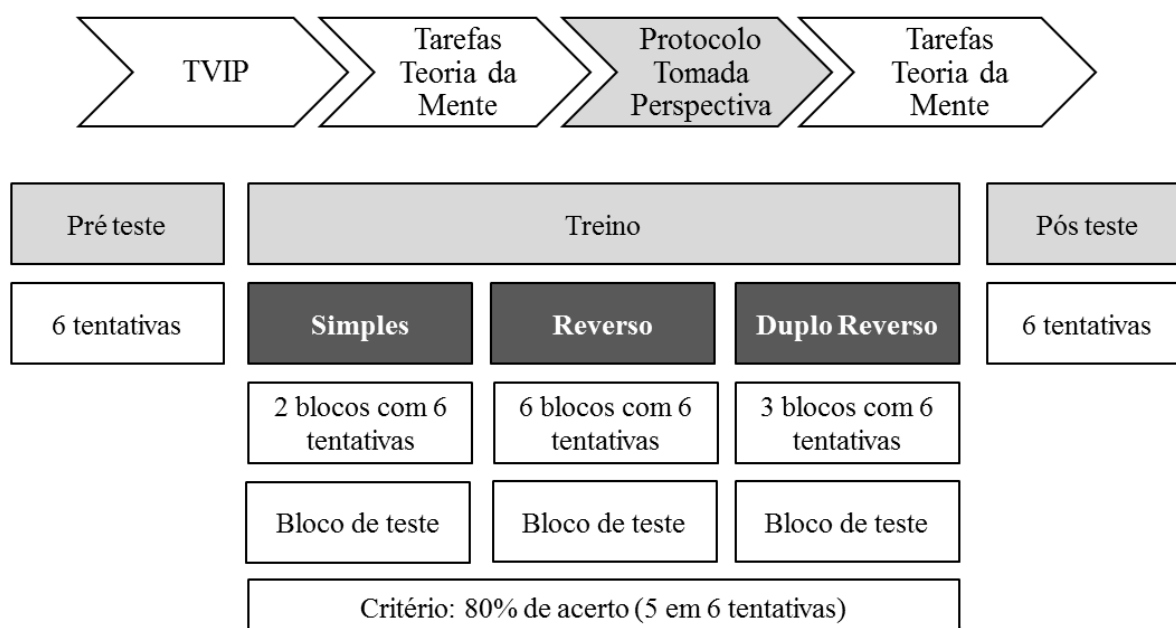 TVIP
Tarefas
Teoria da
Mente
Protocolo
Tomada
Perspectiva
Tarefas
Teoria da
Mente
Pré teste
Treino
Pós teste
6 tentativas
Simples
Reverso
Duplo Reverso
6 tentativas
2 blocos com 6
tentativas
6 blocos com 6
tentativas
3 blocos com 6
tentativas
Bloco de teste
Bloco de teste
Bloco de teste
Critério: 80% de acerto (5 em 6 tentativas)